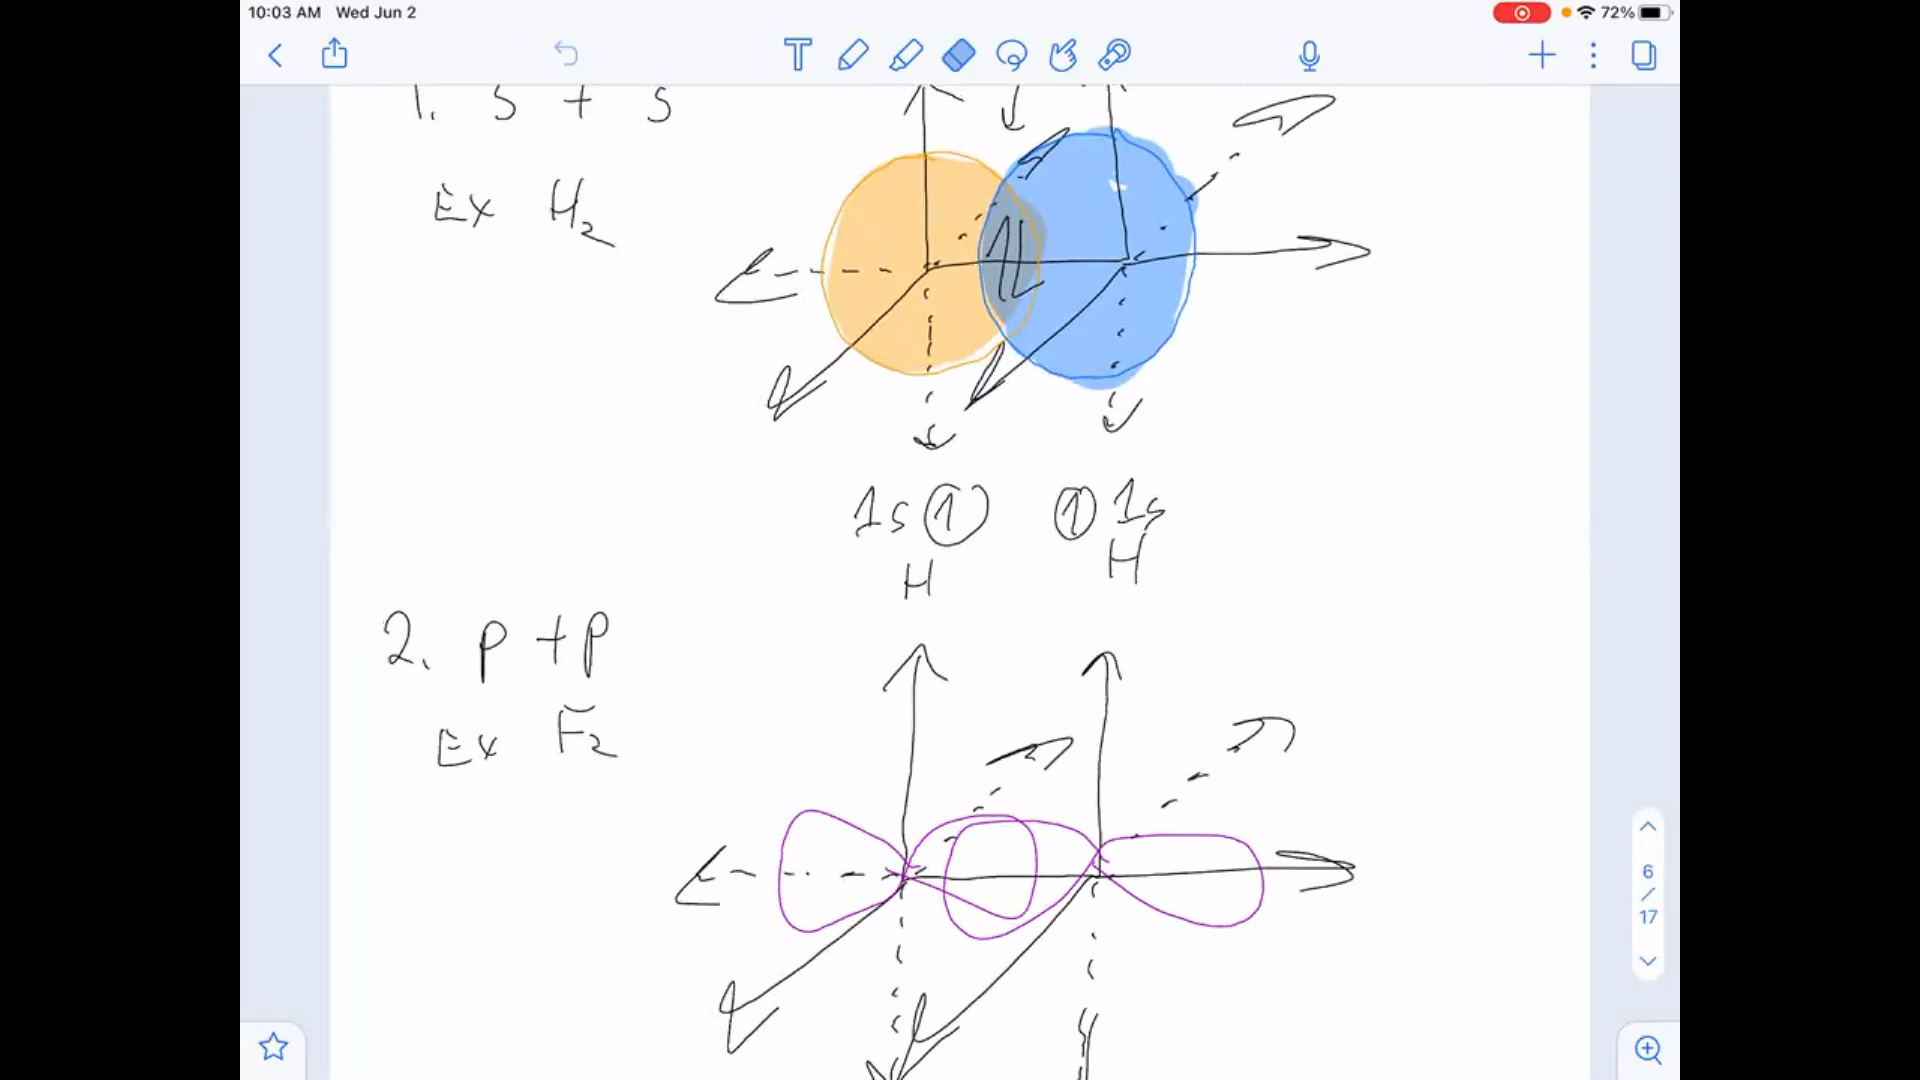 10:03 AM Wed Jun 2
72%
1. S + S
Ex H₂
1s ① ① 1s
H H
2. p + p
Ex F₂
6
/
17